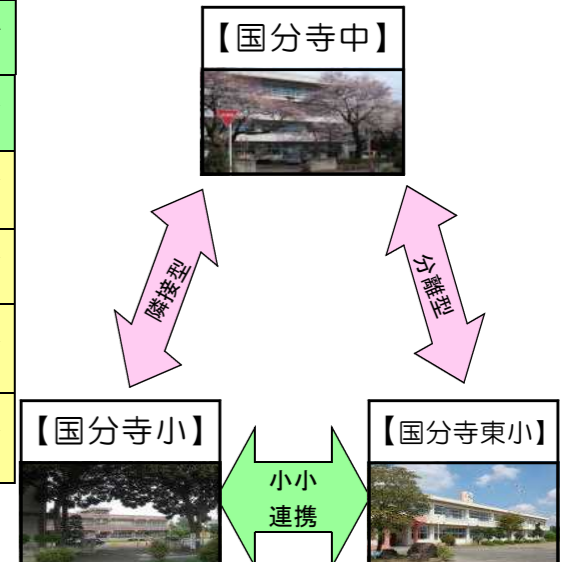 【国分寺中】
隣接型
分離型
【国分寺小】
【国分寺東小】
小小
連携